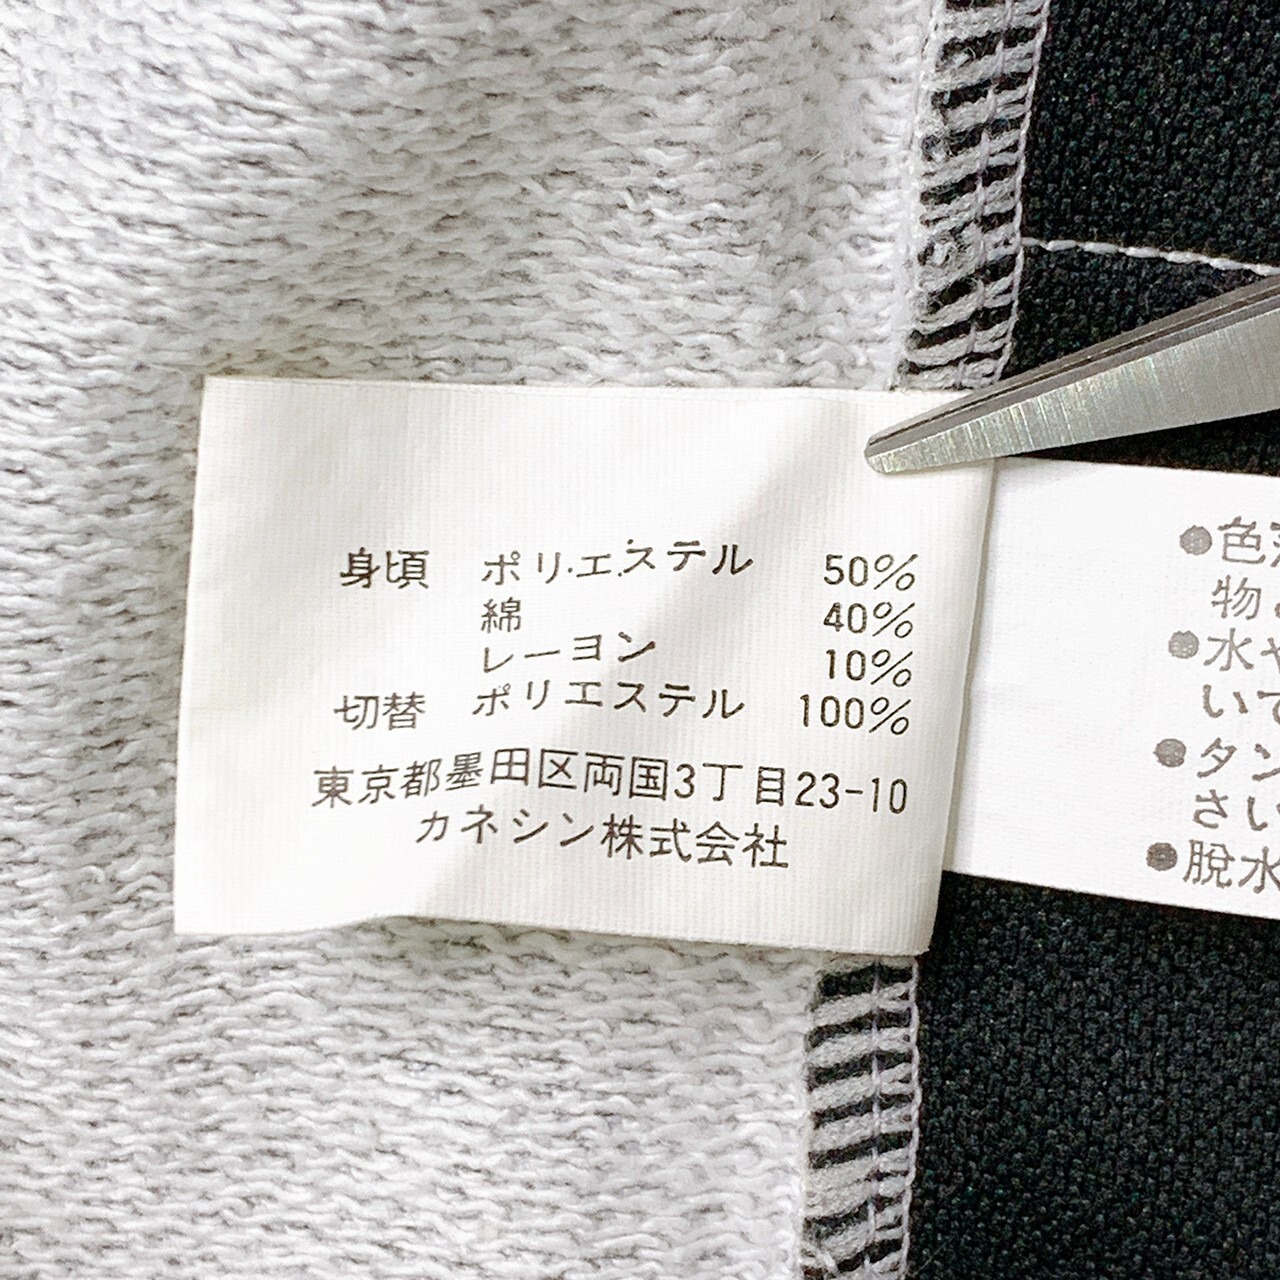 身頃 ポリエステル 50%
綿 40%
レーヨン 10%
切替 ポリエステル 100%
東京都墨田区両国3丁目23-10
カネシン株式会社
●色
物
●水や
いて
●タン
さい
●脱水